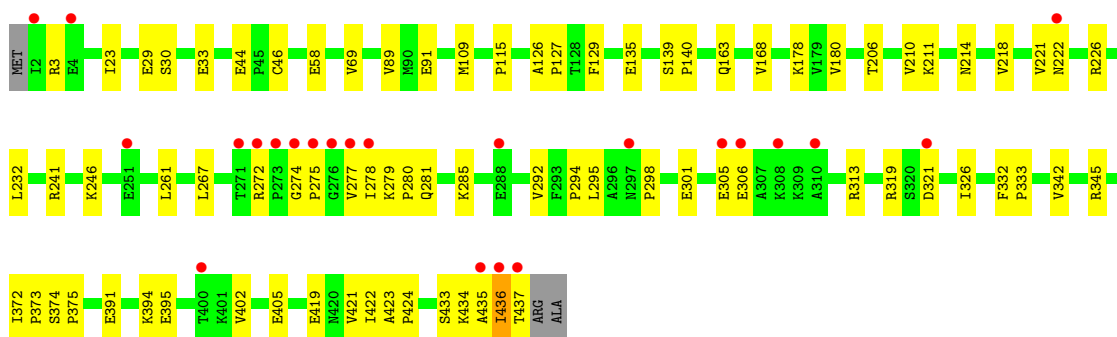 MET I2 R3 E4 I23 E29 S30 E33 E44 P45 C46 E58 V69 V89 M90 E91 M109 P115 A126 P127 T128 F129 E135 S139 P140 Q163 V168 K178 V179 V180 T206 V210 K211 N214 V218 V221 N222 R226
L232 R241 K246 E251 L261 L267 T271 R272 P273 G274 P275 G276 V277 I278 K279 P280 Q281 K285 E288 V292 F293 P294 L295 A296 N297 P298 E301 E305 E306 A307 K308 K309 A310 R313 R319 S320 D321 I326 F332 P333 V342 R345
I372 P373 S374 P375 E391 K394 E395 T400 K401 V402 E405 E419 N420 V421 I422 A423 P424 S433 K434 A435 I436 T437 ARG ALA